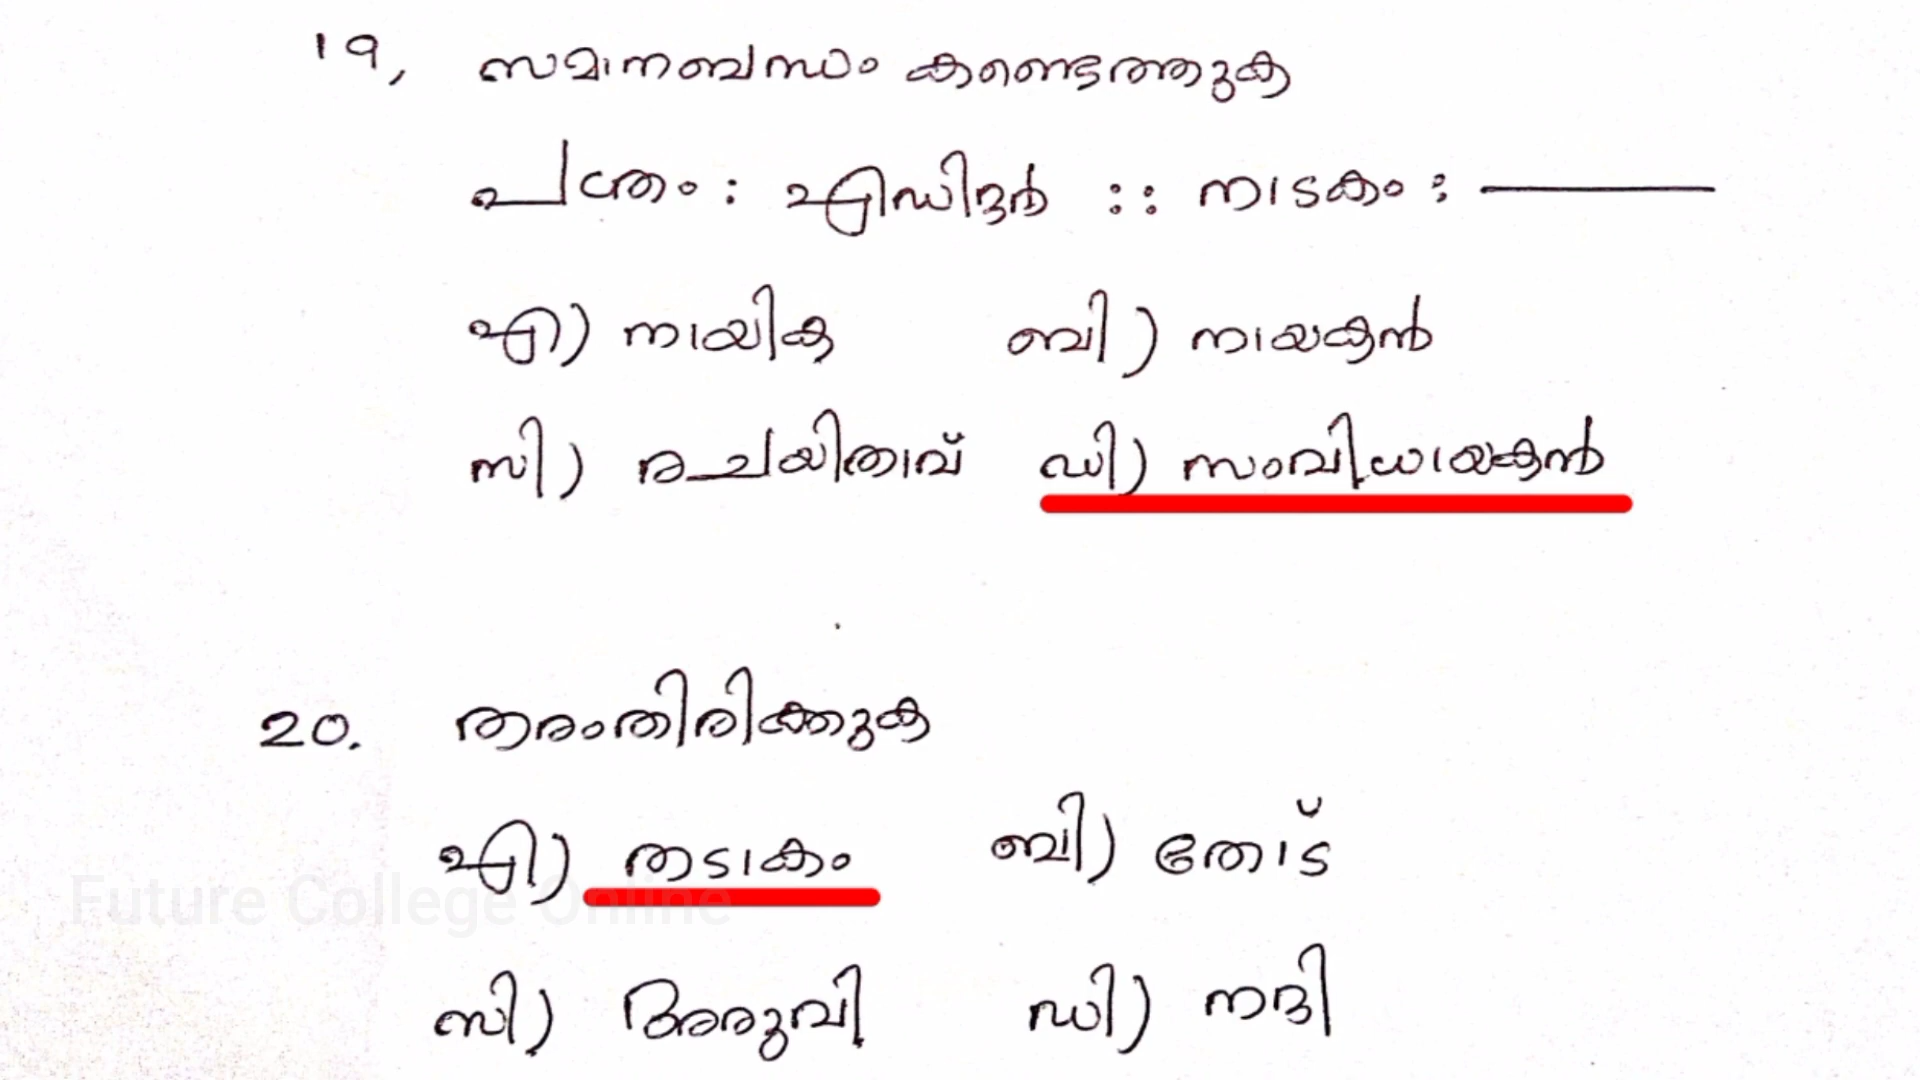 19, സമാനബന്ധം കണ്ടെത്തുക
പത്രം : എഡിറ്റർ :: നാടകം : ―――
എ) നായിക ബി) നായകൻ
സി) രചയിതാവ് ഡി) സംവിധായകൻ
20. തരംതിരിക്കുക
എ) തടാകം ബി) തോട്
Future College Online
സി) അരുവി ഡി) നദി